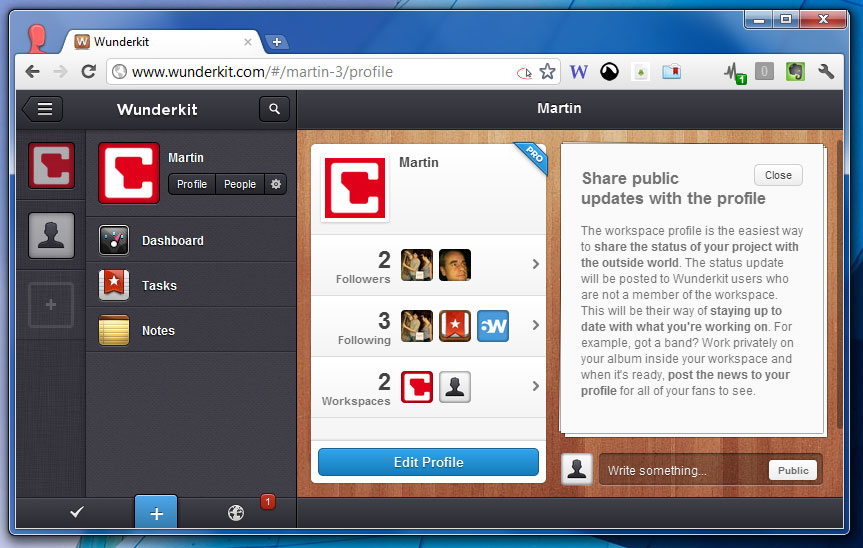 Wunderkit
www.wunderkit.com/#/martin-3/profile
W
1
0
Wunderkit
Martin
Martin
Profile
People
Dashboard
Tasks
Notes
Martin
PRO
2
Followers
3
Following
2
Workspaces
Edit Profile
Close
Share public
updates with the profile
The workspace profile is the easiest way
to share the status of your project with
the outside world. The status update
will be posted to Wunderkit users who
are not a member of the workspace.
This will be their way of staying up to
date with what you're working on. For
example, got a band? Work privately on
your album inside your workspace and
when it's ready, post the news to your
profile for all of your fans to see.
Write something...
Public
1